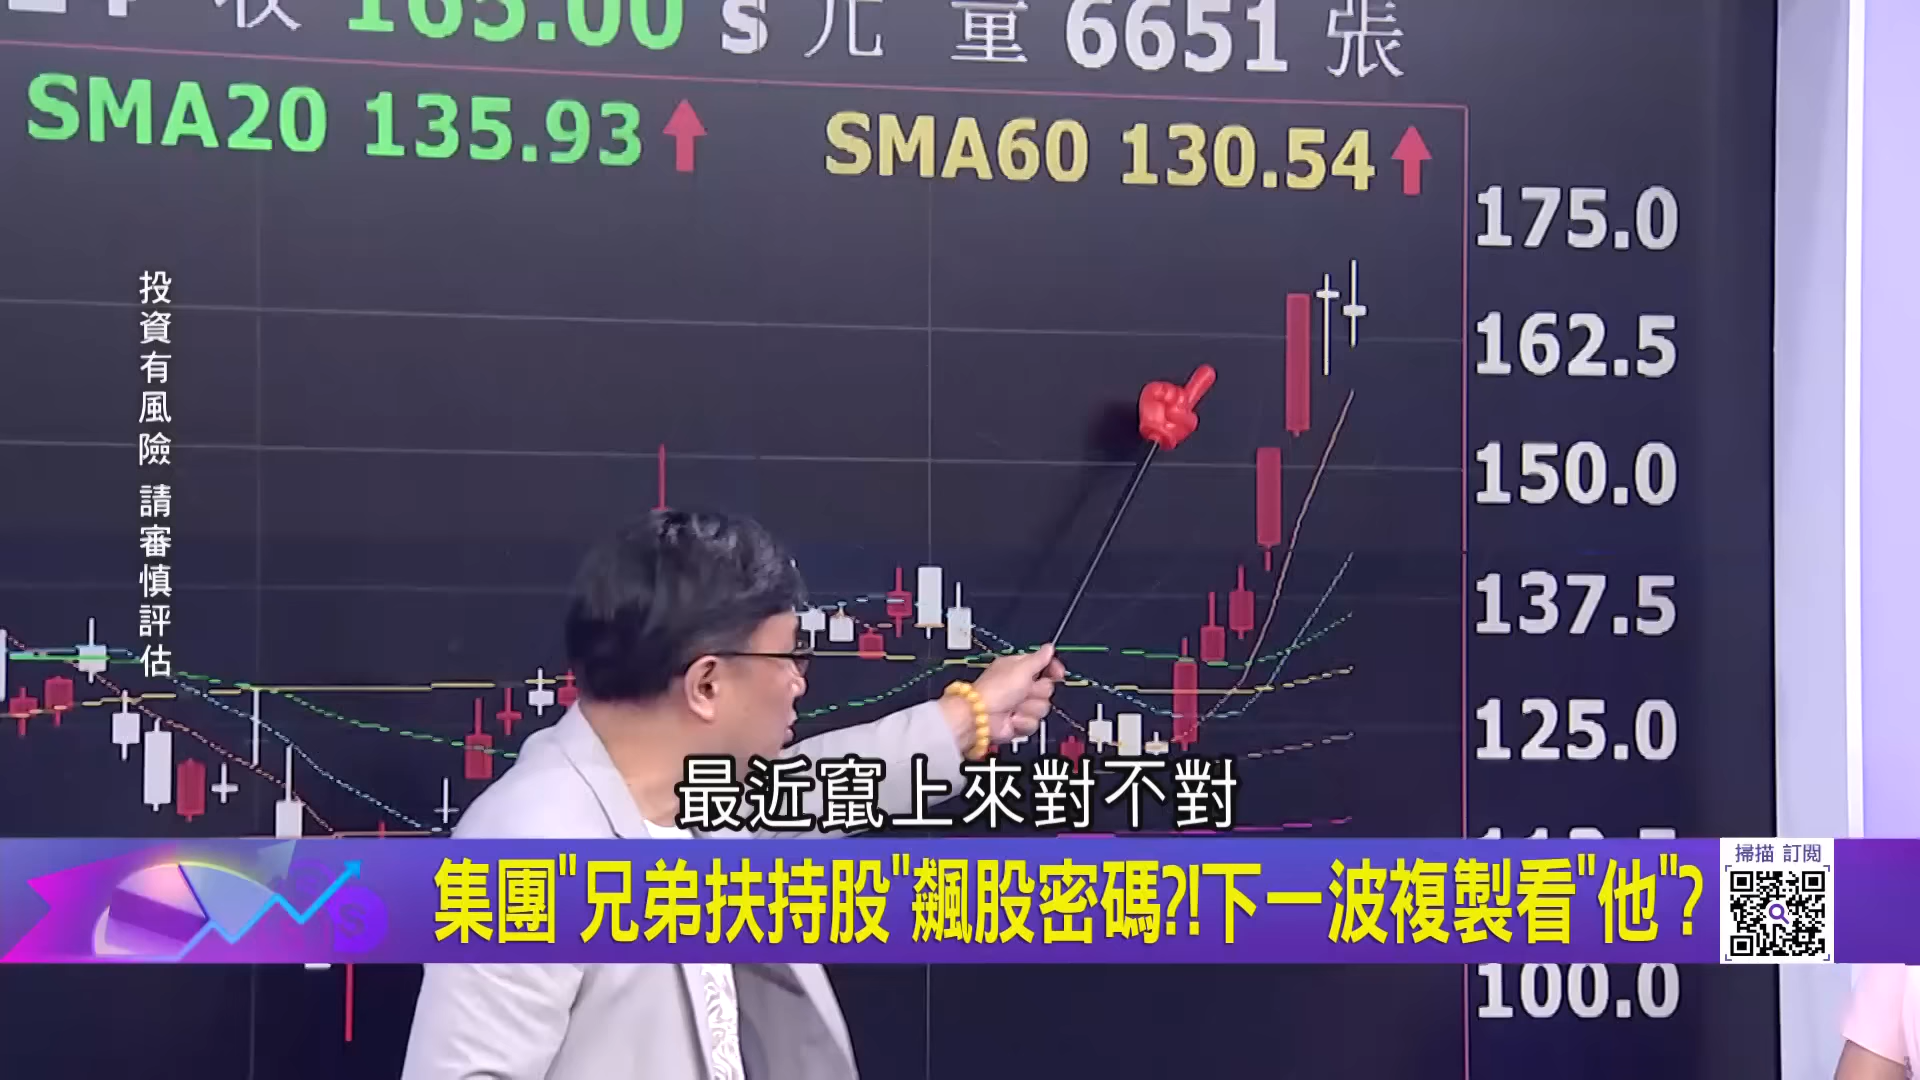 收 165.00 s 元 量 6651 張
SMA20 135.93 SMA60 130.54
175.0
162.5
150.0
137.5
125.0
100.0
投資有風險 請審慎評估
最近竄上來對不對
集團"兄弟扶持股"飆股密碼?!下一波複製看"他"?
掃描 訂閱